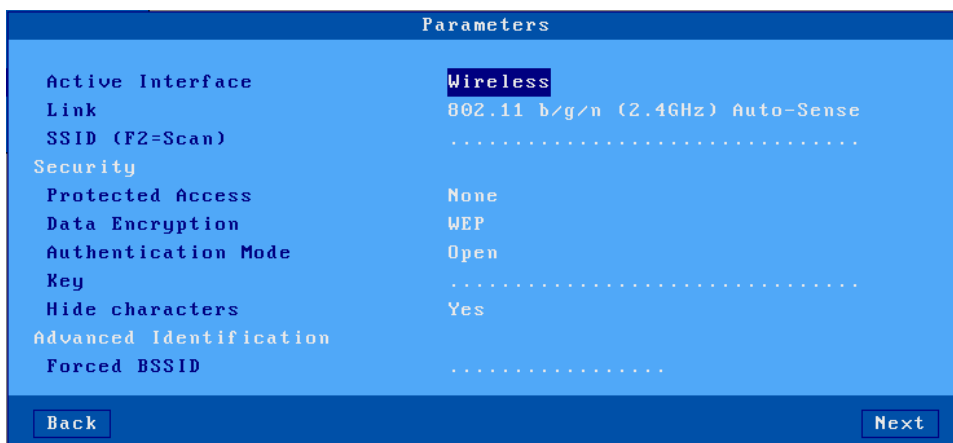 Parameters
Active Interface Wireless
Link 802.11 b/g/n (2.4GHz) Auto-Sense
SSID (F2=Scan) ................................
Security
Protected Access None
Data Encryption WEP
Authentication Mode Open
Key ................................
Hide characters Yes
Advanced Identification
Forced BSSID .................
Back Next